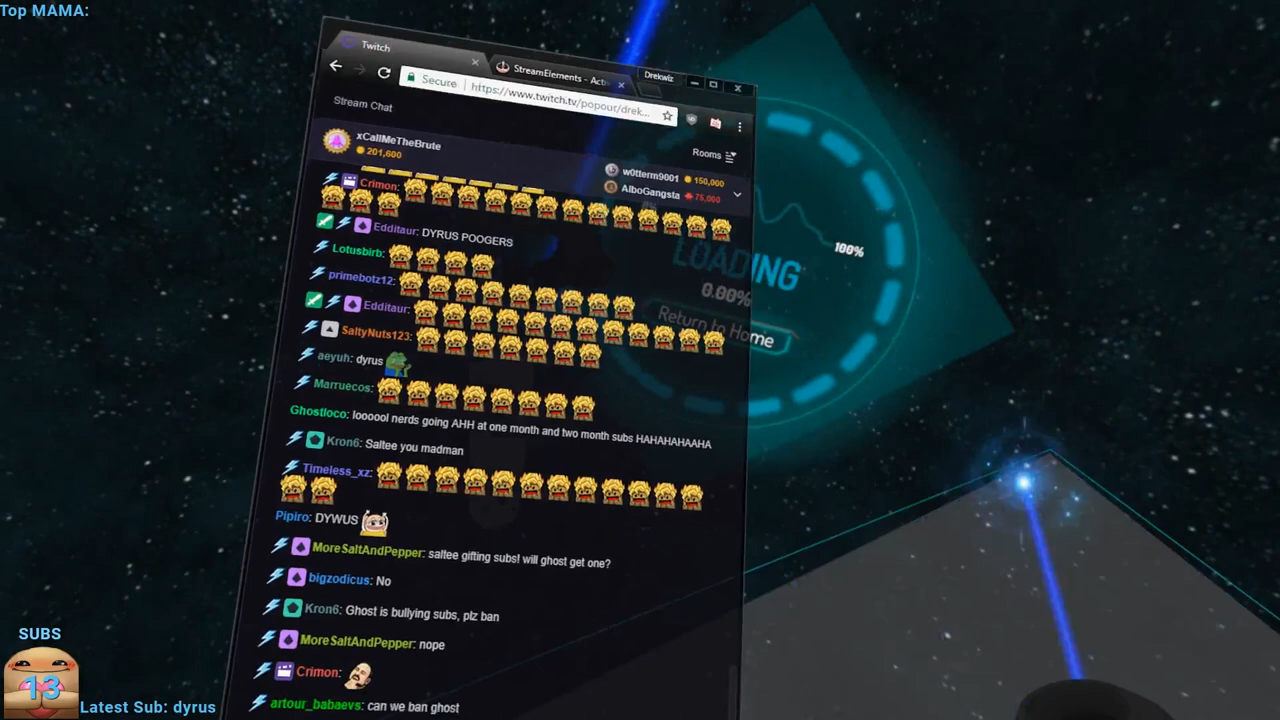 Top MAMA:
Twitch
StreamElements - Acti
Drekwiz
Secure | https://www.twitch.tv/popout/drek...
Stream Chat
Rooms
xCallMeTheBrute
201,600
w0tterm9001 150,000
AlboGangsta 75,000
Crimon:
Edditaur: DYRUS POOGERS
Lotusbirb:
primebotz12:
Edditaur:
SaltyNuts123:
aeyuh: dyrus
Marruecos:
Ghostloco: loooool nerds going AHH at one month and two month subs HAHAHAHAAHA
Kron6: Saltee you madman
Timeless_xz:
Pipiro: DYWUS
MoreSaltAndPepper: saltee gifting subs! will ghost get one?
bigzodicus: No
Kron6: Ghost is bullying subs, plz ban
MoreSaltAndPepper: nope
Crimon:
artour_babaevs: can we ban ghost
100%
LOADING
0.00%
Return to Home
SUBS
13
Latest Sub: dyrus